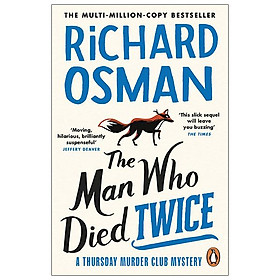 THE MULTI-MILLION-COPY BESTSELLER
RiCHARD
OSMAN
'Moving,
hilarious, brilliantly
suspenseful'
JEFFERY DEAVER
'This slick sequel
will leave
you buzzing'
THE TIMES
The
Man Who
Died TWICE
A THURSDAY MURDER CLUB MYSTERY